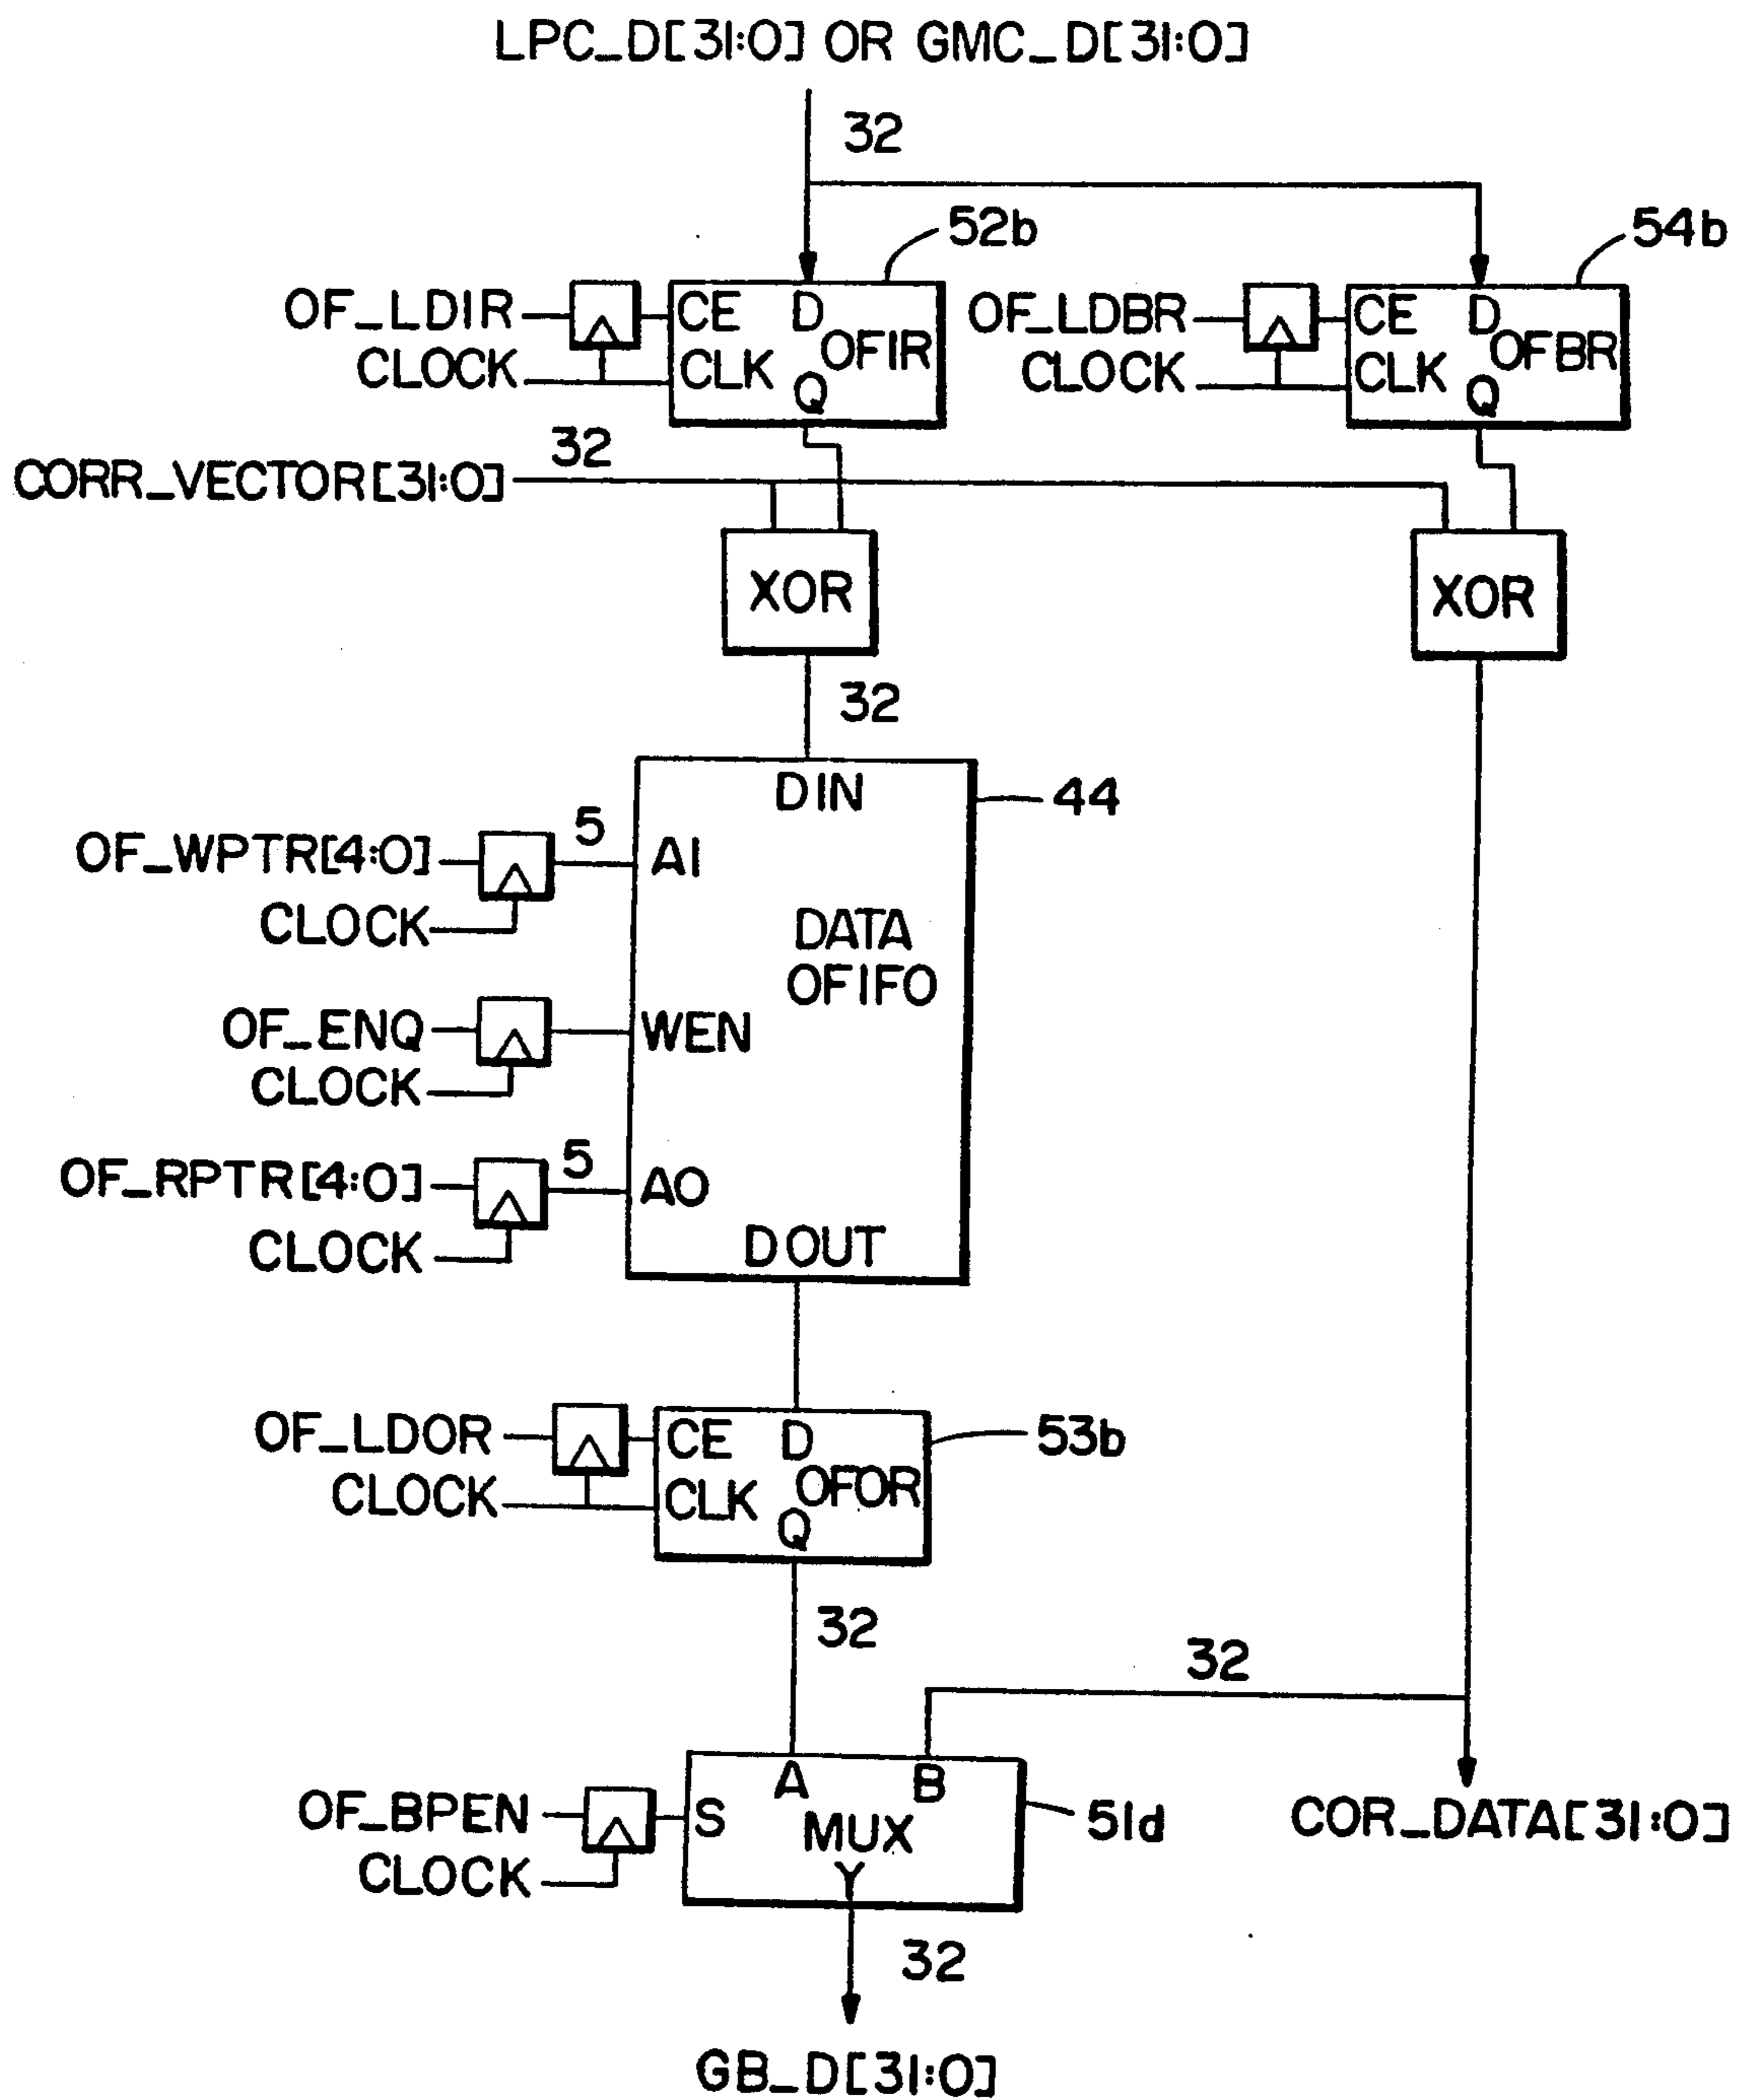 LPC_D[31:0] OR GMC_D[31:0]
32
52b
54b
OF_LDIR
CE D
OFIR
CLOCK
CLK
Q
OF_LDBR
CE D
OFBR
CLOCK
CLK
Q
32
CORR_VECTOR[31:0]
XOR
XOR
32
DIN
44
OF_WPTR[4:0]
5
AI
CLOCK
DATA
OFIFO
OF_ENQ
WEN
CLOCK
OF_RPTR[4:0]
5
AO
CLOCK
DOUT
OF_LDOR
CE D
53b
OFOR
CLOCK
CLK
Q
32
32
A B
OF_BPEN
S
MUX
51d
COR_DATA[31:0]
CLOCK
Y
32
GB_D[31:0]